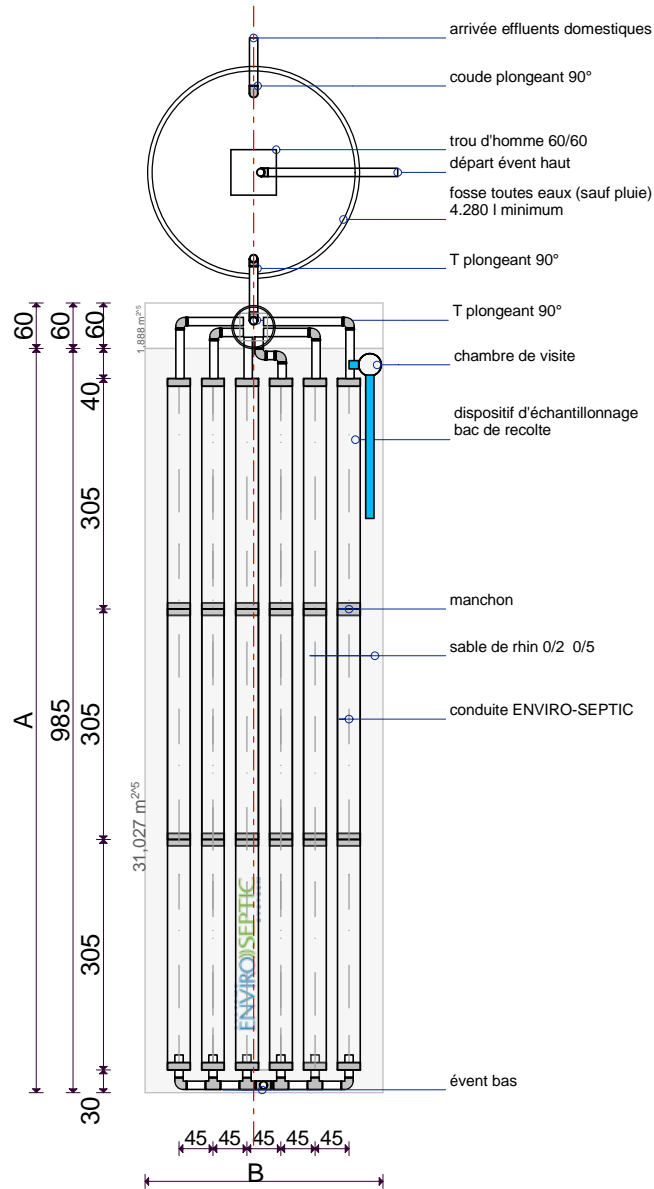 arrivée effluents domestiques
coude plongeant 90°
trou d'homme 60/60
départ évent haut
fosse toutes eaux (sauf pluie)
4.280 l minimum
T plongeant 90°
T plongeant 90°
chambre de visite
dispositif d'échantillonnage
bac de recolte
manchon
sable de rhin 0/2 0/5
conduite ENVIRO-SEPTIC
évent bas
60
60
60
1,888 m²^5
40
305
305
305
30
A
985
31,027 m²^5
ENVIRO))SEPTIC
45
45
45
45
45
B